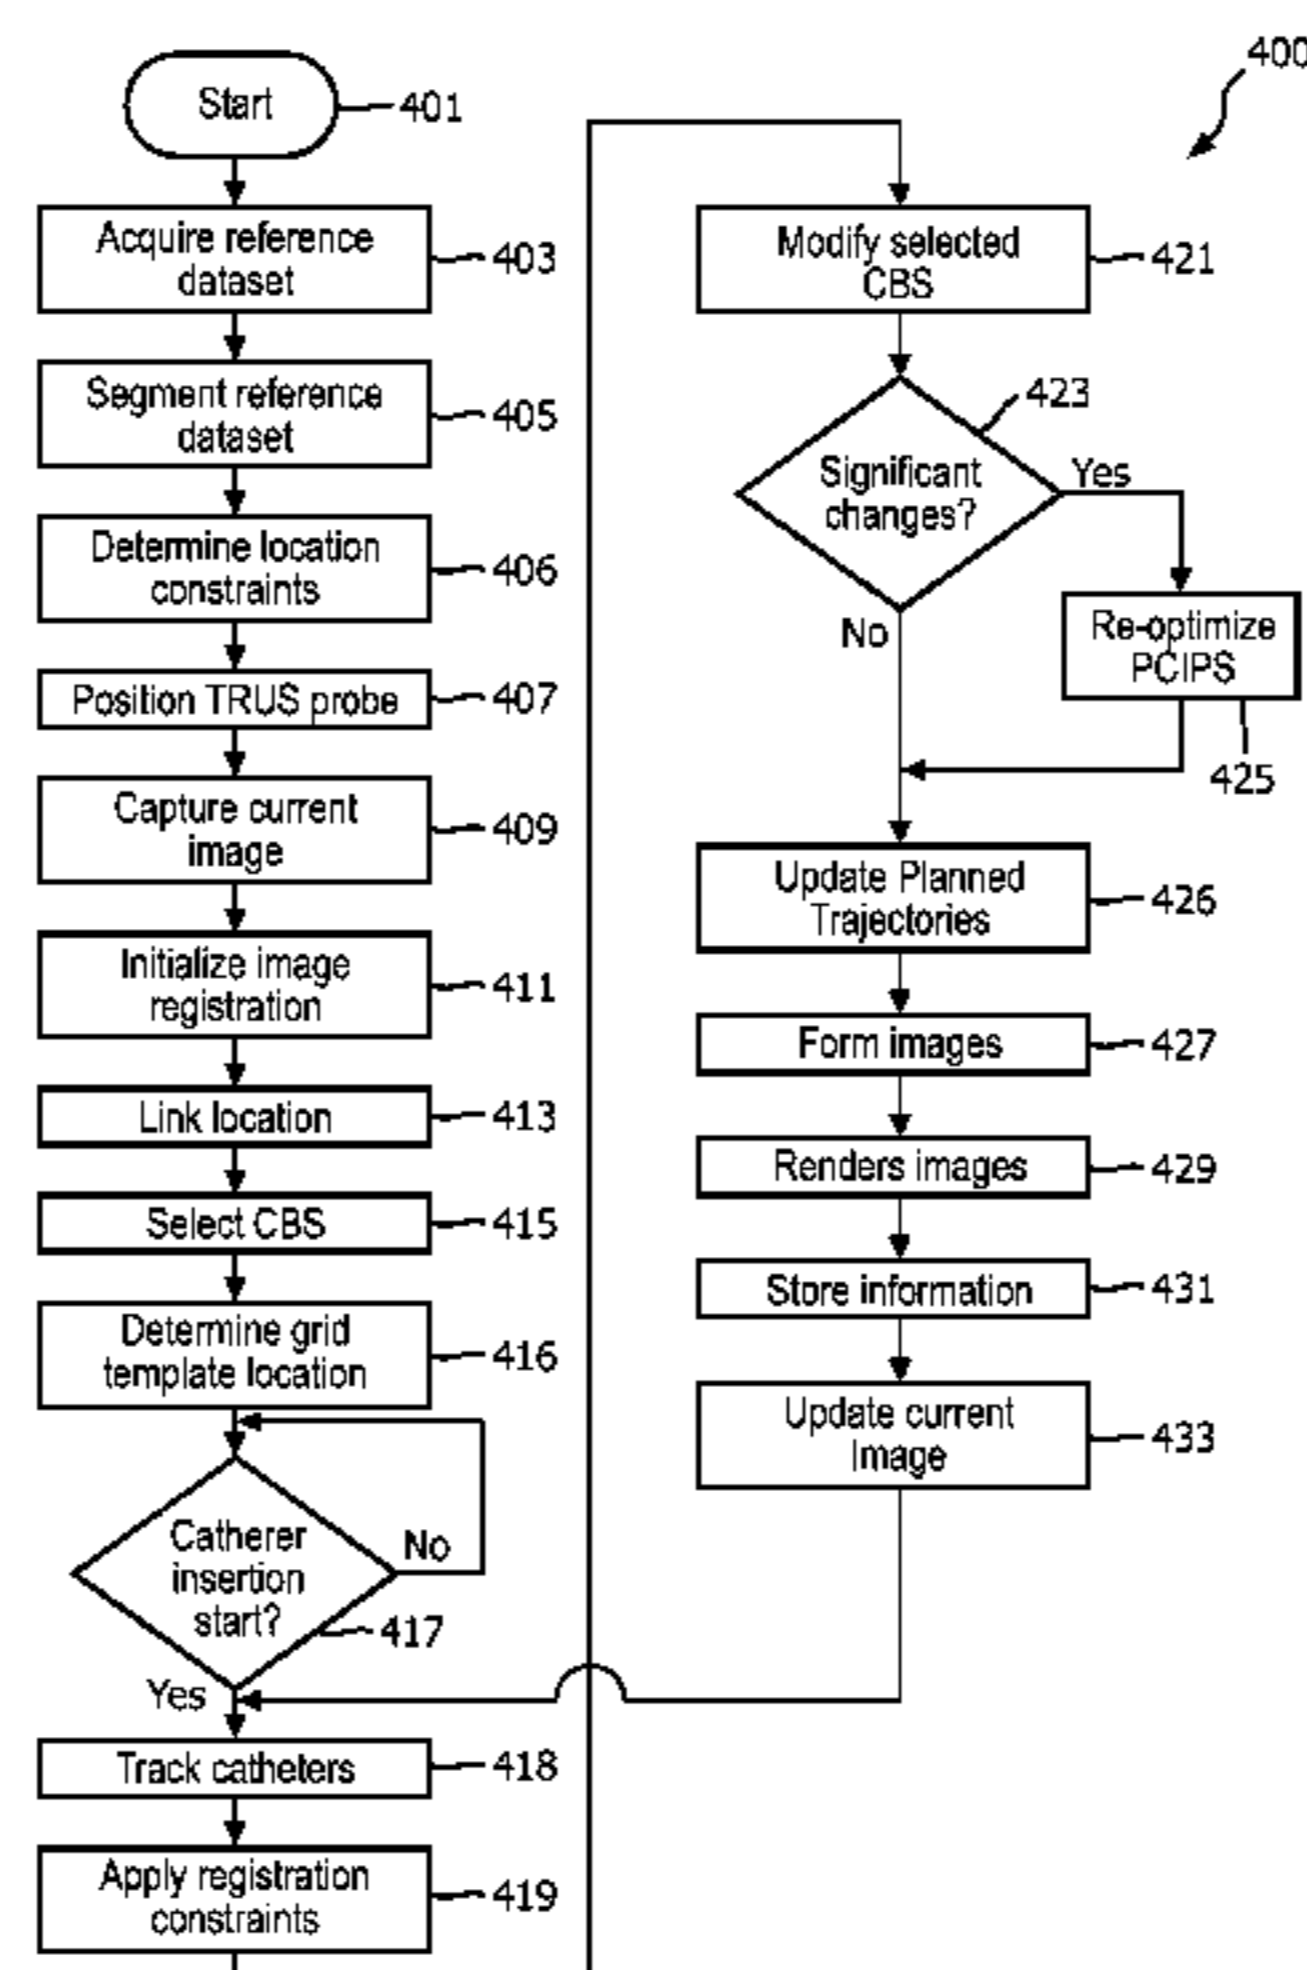 400
Start
401
Acquire reference
dataset
403
Segment reference
dataset
405
Determine location
constraints
406
Position TRUS probe
407
Capture current
image
409
Initialize image
registration
411
Link location
413
Select CBS
415
Determine grid
template location
416
Catherer
insertion
start?
No
417
Yes
Track catheters
418
Apply registration
constraints
419
Modify selected
CBS
421
423
Significant
changes?
Yes
No
Re-optimize
PCIPS
425
Update Planned
Trajectories
426
Form images
427
Renders images
429
Store information
431
Update current
Image
433